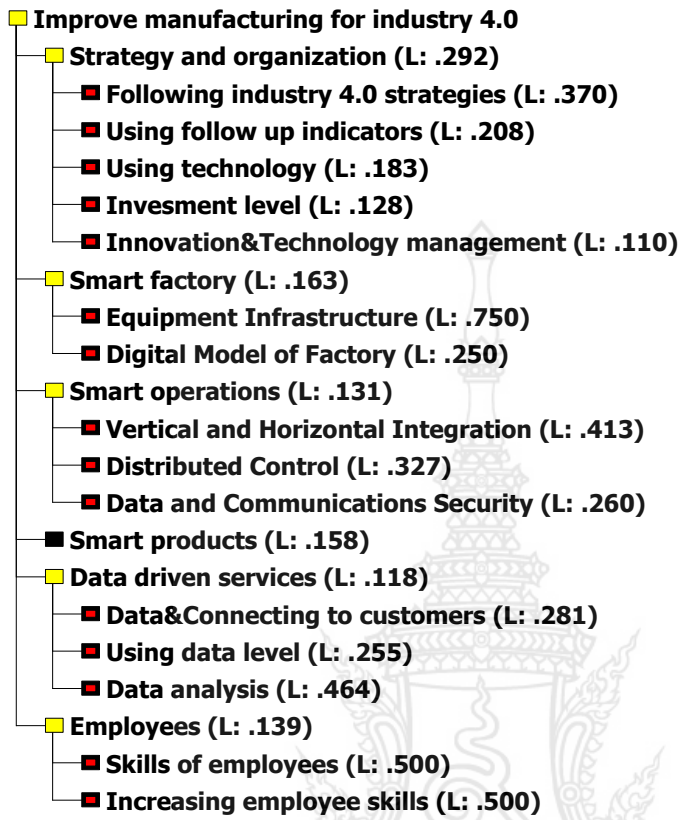 Improve manufacturing for industry 4.0
Strategy and organization (L: .292)
Following industry 4.0 strategies (L: .370)
Using follow up indicators (L: .208)
Using technology (L: .183)
Invesment level (L: .128)
Innovation&Technology management (L: .110)
Smart factory (L: .163)
Equipment Infrastructure (L: .750)
Digital Model of Factory (L: .250)
Smart operations (L: .131)
Vertical and Horizontal Integration (L: .413)
Distributed Control (L: .327)
Data and Communications Security (L: .260)
Smart products (L: .158)
Data driven services (L: .118)
Data&Connecting to customers (L: .281)
Using data level (L: .255)
Data analysis (L: .464)
Employees (L: .139)
Skills of employees (L: .500)
Increasing employee skills (L: .500)